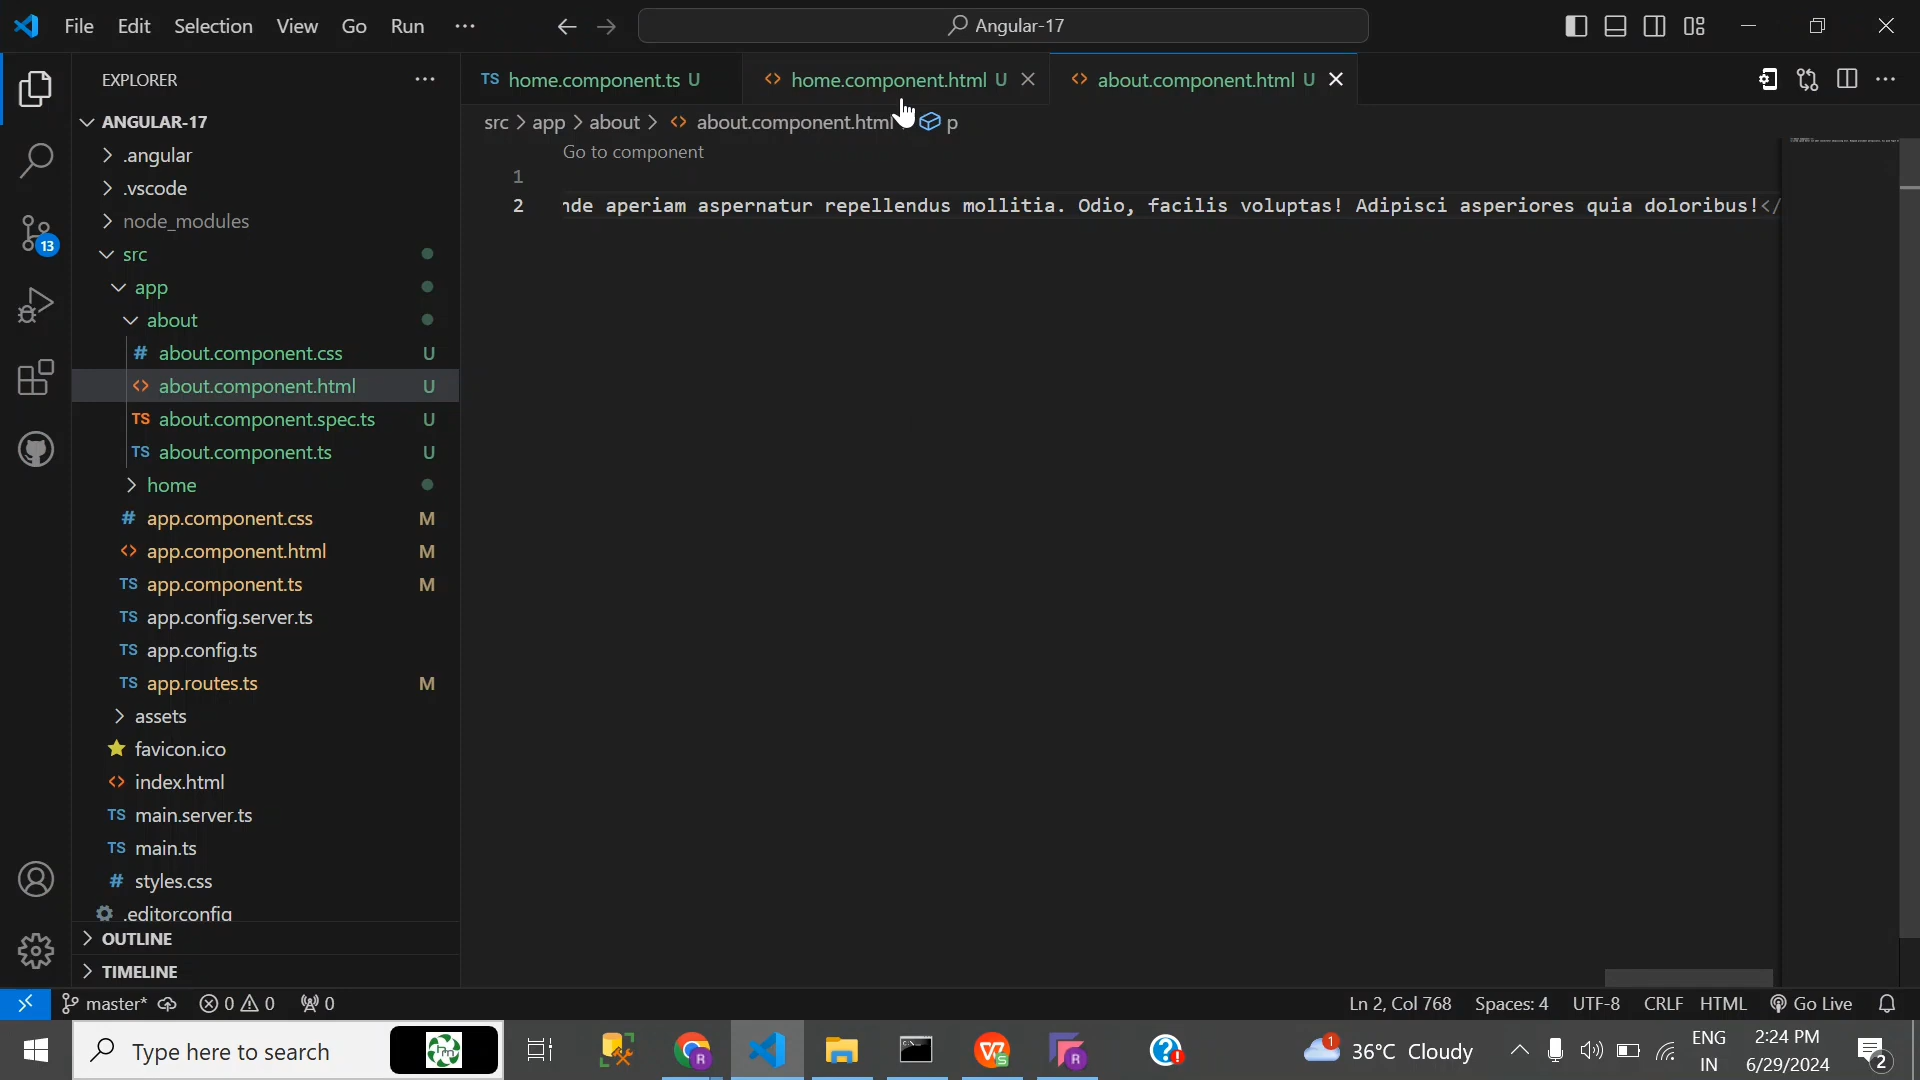 File Edit Selection View Go Run
Angular-17
EXPLORER
TS home.component.ts U
home.component.html U
about.component.html U
ANGULAR-17
src > app > about > about.component.html
p
.angular
Go to component
.vscode
1
2
nde aperiam aspernatur repellendus mollitia. Odio, facilis voluptas! Adipisci asperiores quia doloribus!</
node_modules
13
src
app
about
# about.component.css U
<> about.component.html U
TS about.component.spec.ts U
TS about.component.ts U
home
# app.component.css M
<> app.component.html M
TS app.component.ts M
TS app.config.server.ts
TS app.config.ts
TS app.routes.ts M
assets
favicon.ico
<> index.html
TS main.server.ts
TS main.ts
# styles.css
.editorconfig
OUTLINE
TIMELINE
master* 0 0 0
Ln 2, Col 768 Spaces: 4 UTF-8 CRLF HTML Go Live
Type here to search
1 36°C Cloudy
ENG
IN
2:24 PM
6/29/2024
2